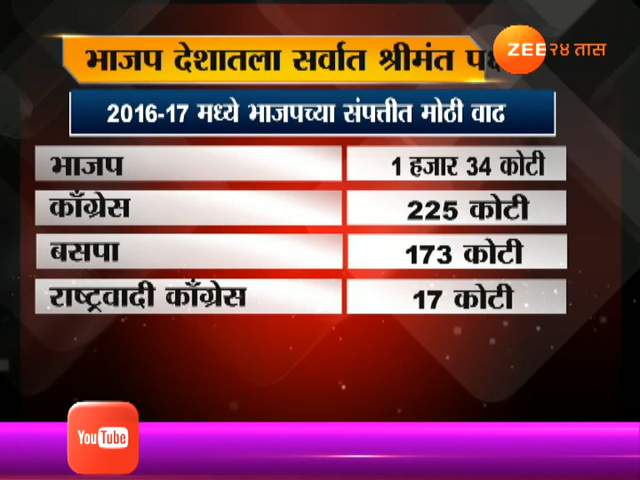 भाजप देशातला सर्वात श्रीमंत
ZEE २४ तास
2016-17 मध्ये भाजपच्या संपत्तीत मोठी वाढ
भाजप 1 हजार 34 कोटी
काँग्रेस 225 कोटी
बसपा 173 कोटी
राष्ट्रवादी काँग्रेस 17 कोटी
YouTube